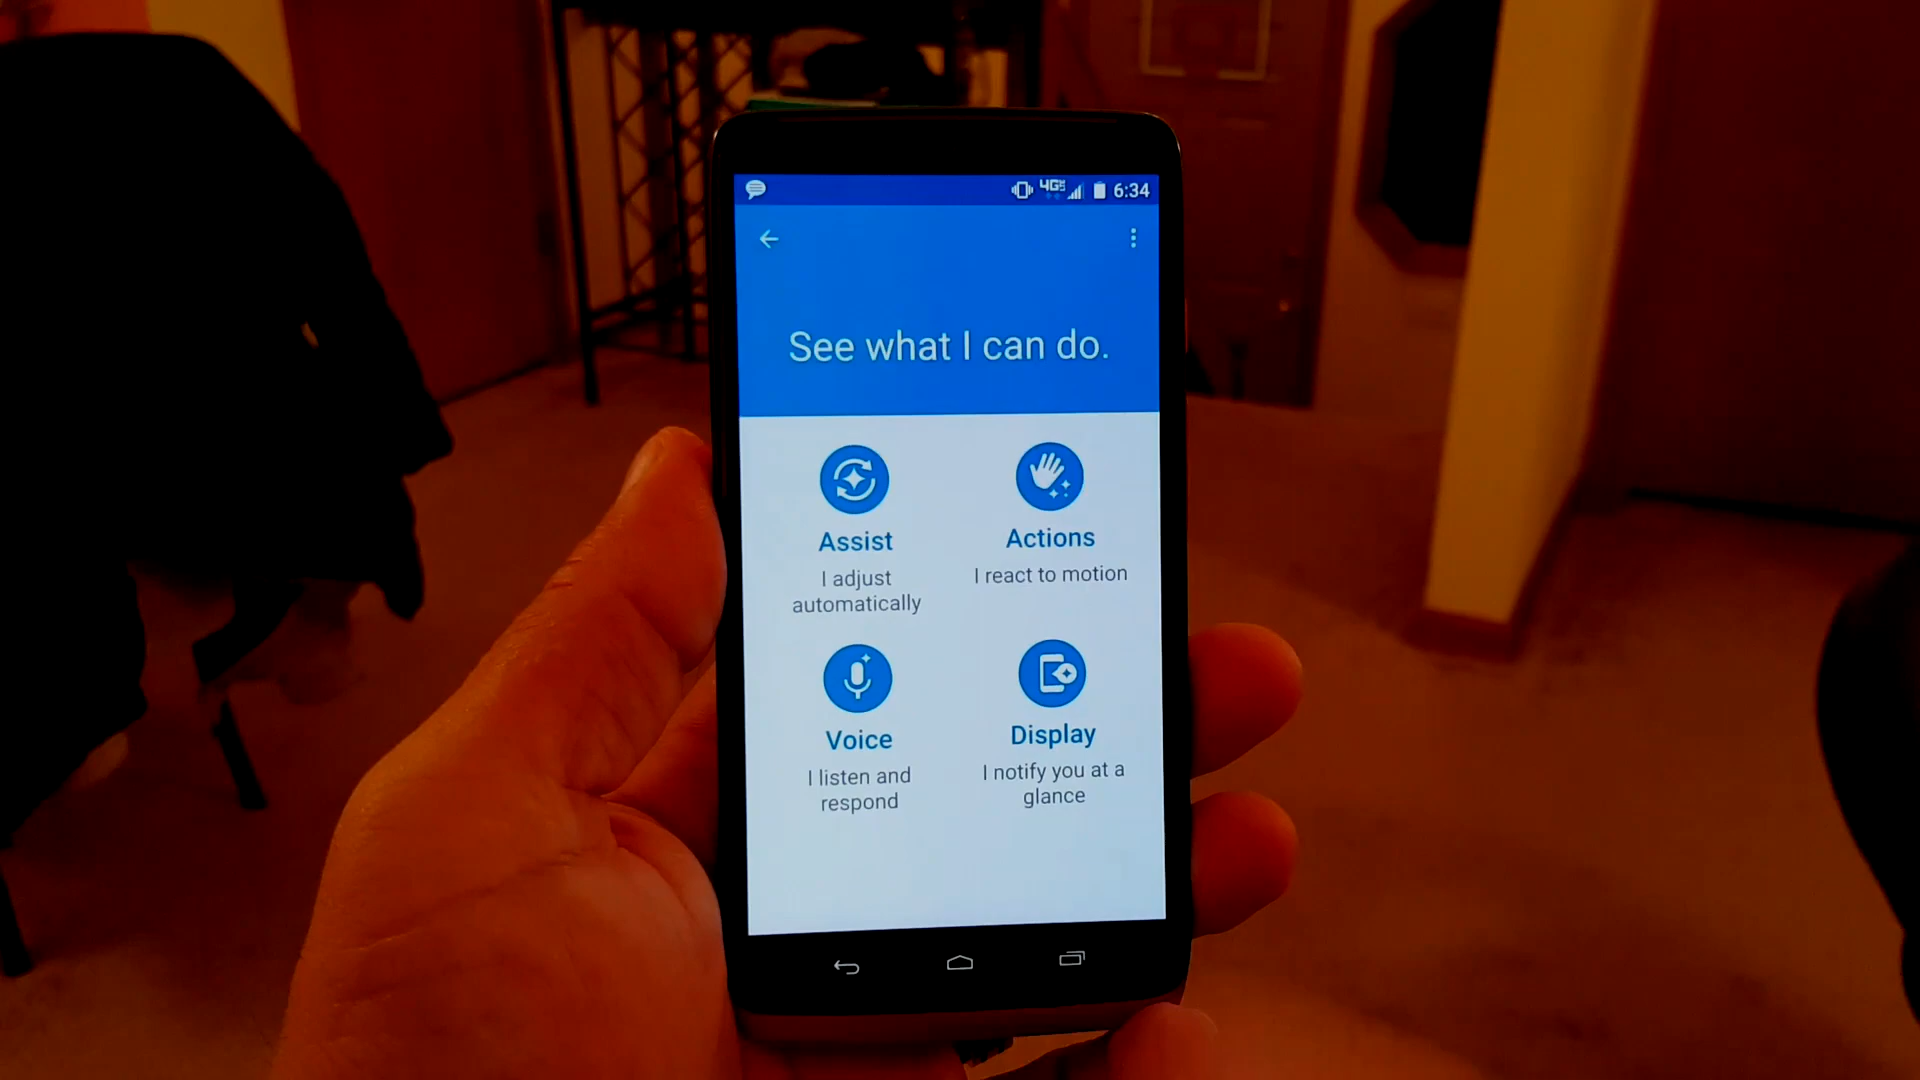 4G LTE 6:34
See what I can do.
Assist
I adjust
automatically
Actions
I react to motion
Voice
I listen and
respond
Display
I notify you at a
glance